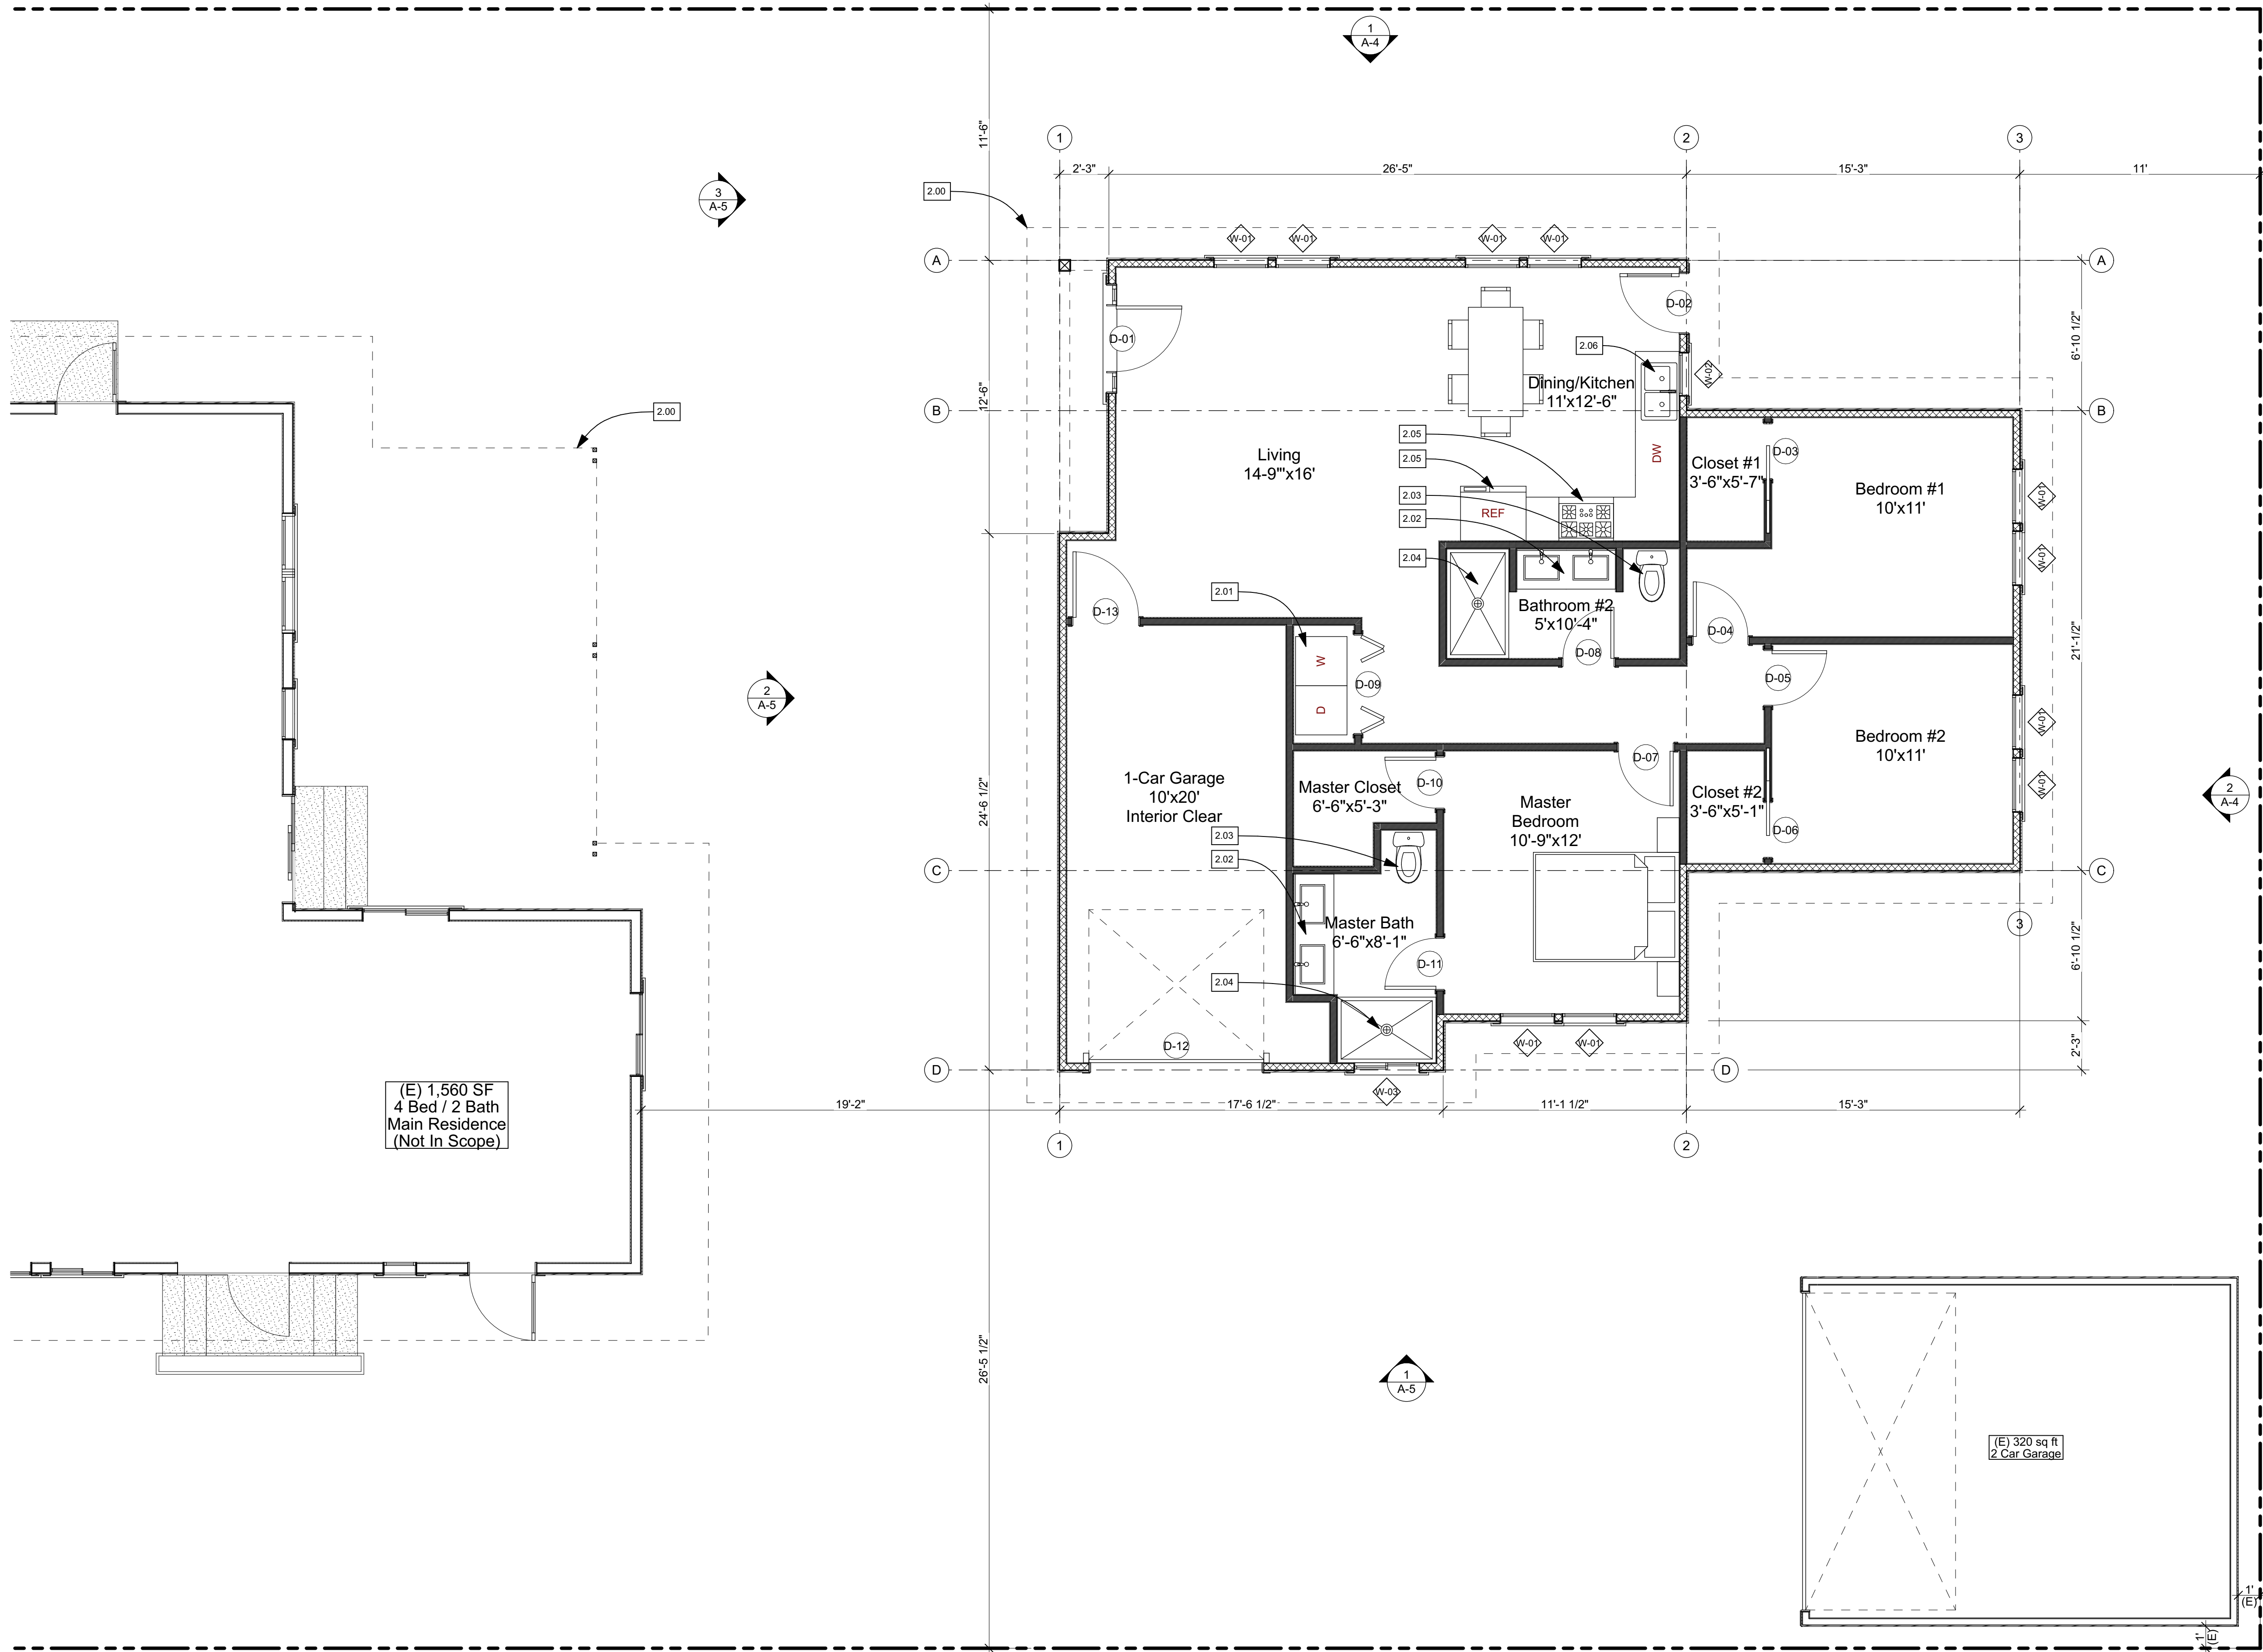 1
A-4
11'-6"
1
2
3
2'-3"
26'-5"
15'-3"
11'
3
A-5
2.00
W-01
W-01
W-01
W-01
A
A
D-02
6'-10 1/2"
D-01
2.06
W-02
Dining/Kitchen
11'x12'-6"
12'-6"
2.00
B
B
2.05
Living
14-9"'x16'
2.05
DW
D-03
Closet #1
3'-6"x5'-7"
Bedroom #1
10'x11'
W-01
2.03
REF
2.02
2.04
W-01
2.01
D-13
Bathroom #2
5'x10'-4"
D-04
D-08
21'-1/2"
W
D-09
D-05
2
A-5
D
W-01
Bedroom #2
10'x11'
D-07
1-Car Garage
10'x20'
Interior Clear
24'-6 1/2"
Master Closet
6'-6"x5'-3"
D-10
Master
Bedroom
10'-9"x12'
Closet #2
3'-6"x5'-1"
W-01
D-06
2
A-4
2.03
2.02
C
C
Master Bath
6'-6"x8'-1"
3
6'-10 1/2"
D-11
2.04
D-12
W-01
W-01
2'-3"
D
D
W-03
(E) 1,560 SF
4 Bed / 2 Bath
Main Residence
(Not In Scope)
19'-2"
17'-6 1/2"
11'-1 1/2"
15'-3"
1
2
26'-5 1/2"
1
A-5
(E) 320 sq ft
2 Car Garage
1'
(E)
1'
(E)